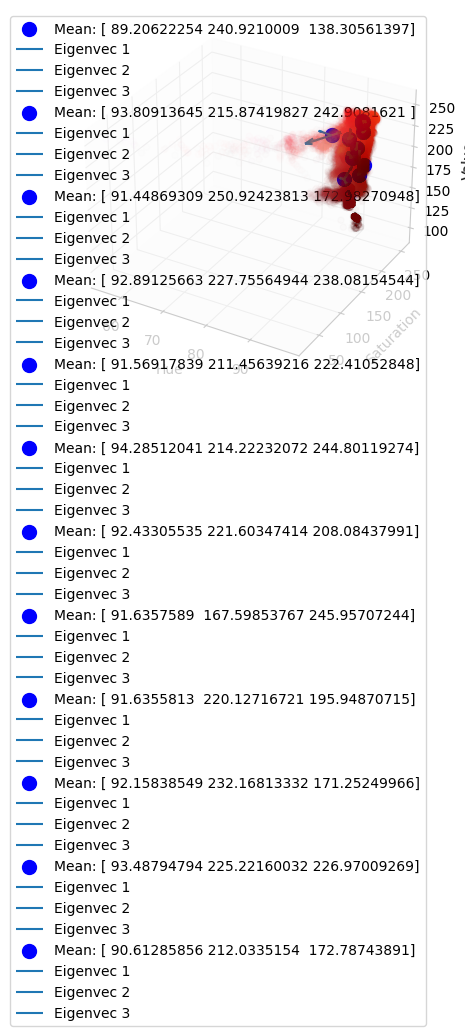 Mean: [ 89.20622254 240.9210009  138.30561397]
Eigenvec 1
Eigenvec 2
Eigenvec 3
Mean: [ 93.80913645 215.87419827 242.9081621 ]
Eigenvec 1
Eigenvec 2
Eigenvec 3
Mean: [ 91.44869309 250.92423813 172.98270948]
Eigenvec 1
Eigenvec 2
Eigenvec 3
Mean: [ 92.89125663 227.75564944 238.08154544]
Eigenvec 1
Eigenvec 2
Eigenvec 3
Mean: [ 91.56917839 211.45639216 222.41052848]
Eigenvec 1
Eigenvec 2
Eigenvec 3
Mean: [ 94.28512041 214.22232072 244.80119274]
Eigenvec 1
Eigenvec 2
Eigenvec 3
Mean: [ 92.43305535 221.60347414 208.08437991]
Eigenvec 1
Eigenvec 2
Eigenvec 3
Mean: [ 91.6357589  167.59853767 245.95707244]
Eigenvec 1
Eigenvec 2
Eigenvec 3
Mean: [ 91.6355813  220.12716721 195.94870715]
Eigenvec 1
Eigenvec 2
Eigenvec 3
Mean: [ 92.15838549 232.16813332 171.25249966]
Eigenvec 1
Eigenvec 2
Eigenvec 3
Mean: [ 93.48794794 225.22160032 226.97009269]
Eigenvec 1
Eigenvec 2
Eigenvec 3
Mean: [ 90.61285856 212.0335154  172.78743891]
Eigenvec 1
Eigenvec 2
Eigenvec 3
250
225
200
175
150
125
100
250
200
150
100
50
Saturation
60
70
80
90
Hue